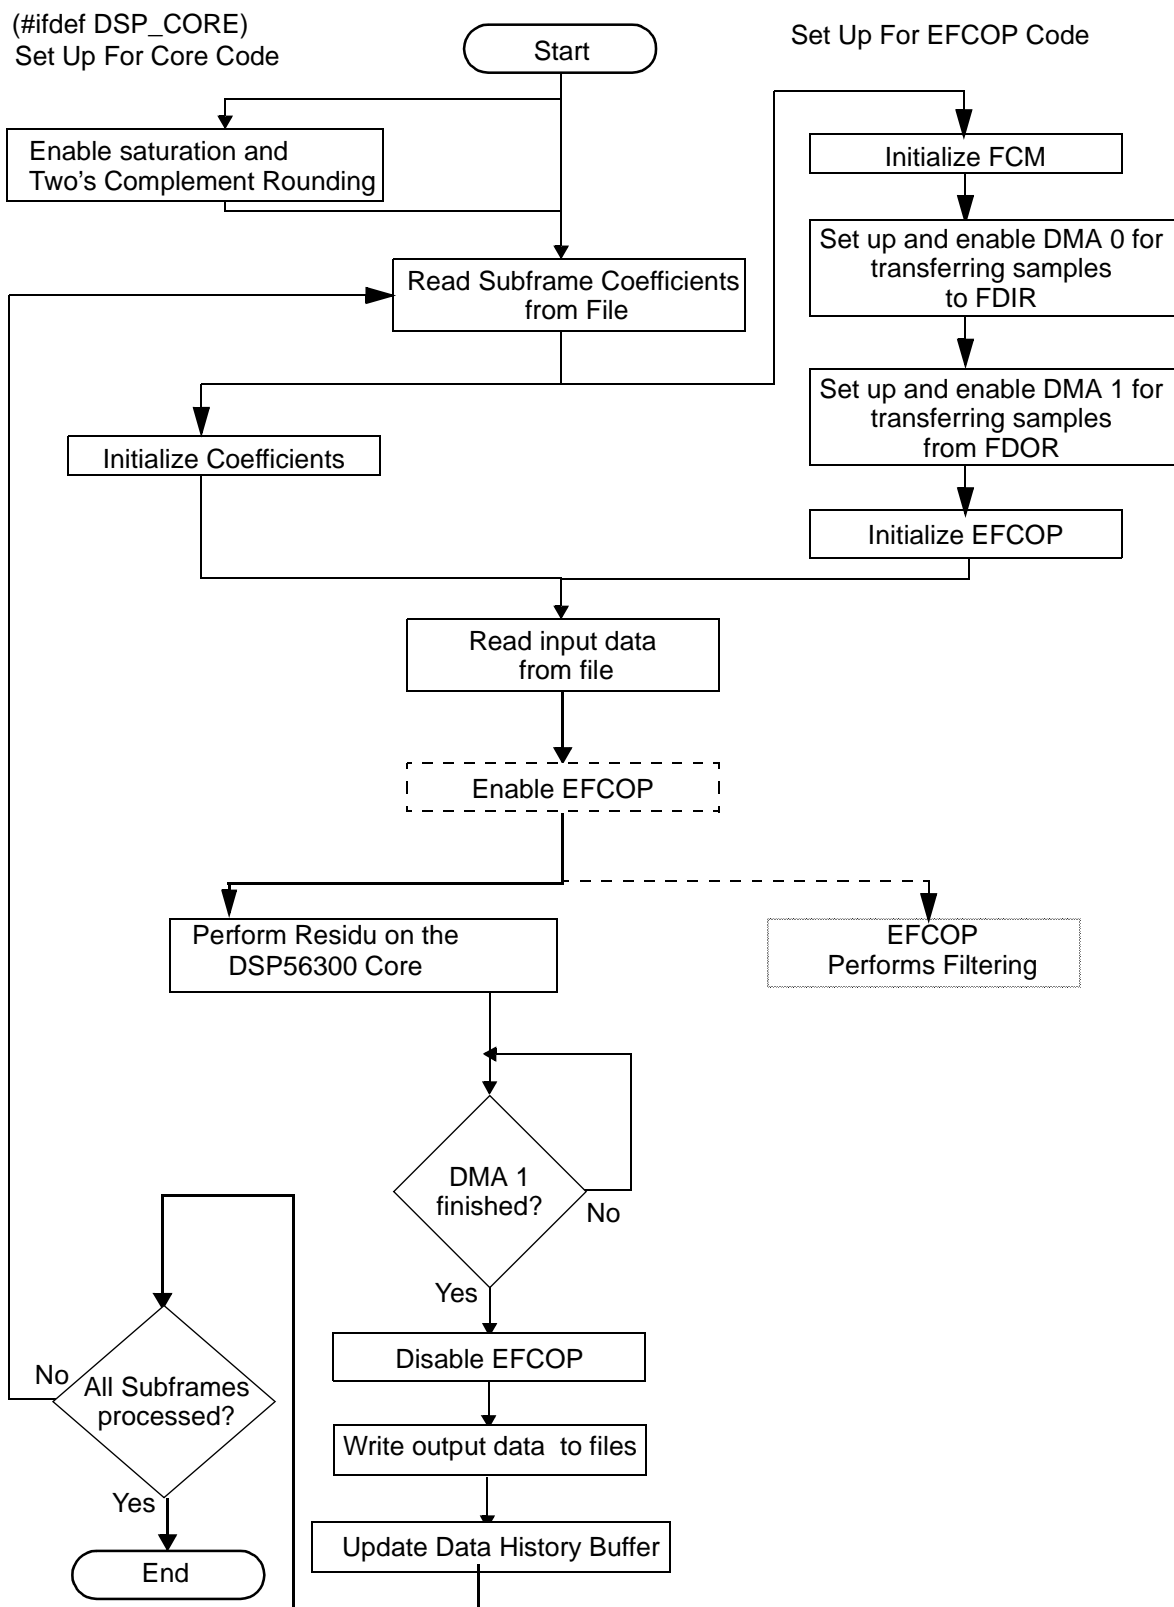 (#ifdef DSP_CORE)
Set Up For Core Code
Start
Set Up For EFCOP Code
Enable saturation and
Two's Complement Rounding
Initialize FCM
Set up and enable DMA 0 for
transferring samples
to FDIR
Read Subframe Coefficients
from File
Set up and enable DMA 1 for
transferring samples
from FDOR
Initialize Coefficients
Initialize EFCOP
Read input data
from file
Enable EFCOP
Perform Residu on the
DSP56300 Core
EFCOP
Performs Filtering
DMA 1
finished?
No
Yes
Disable EFCOP
Write output data to files
Update Data History Buffer
No
All Subframes
processed?
Yes
End